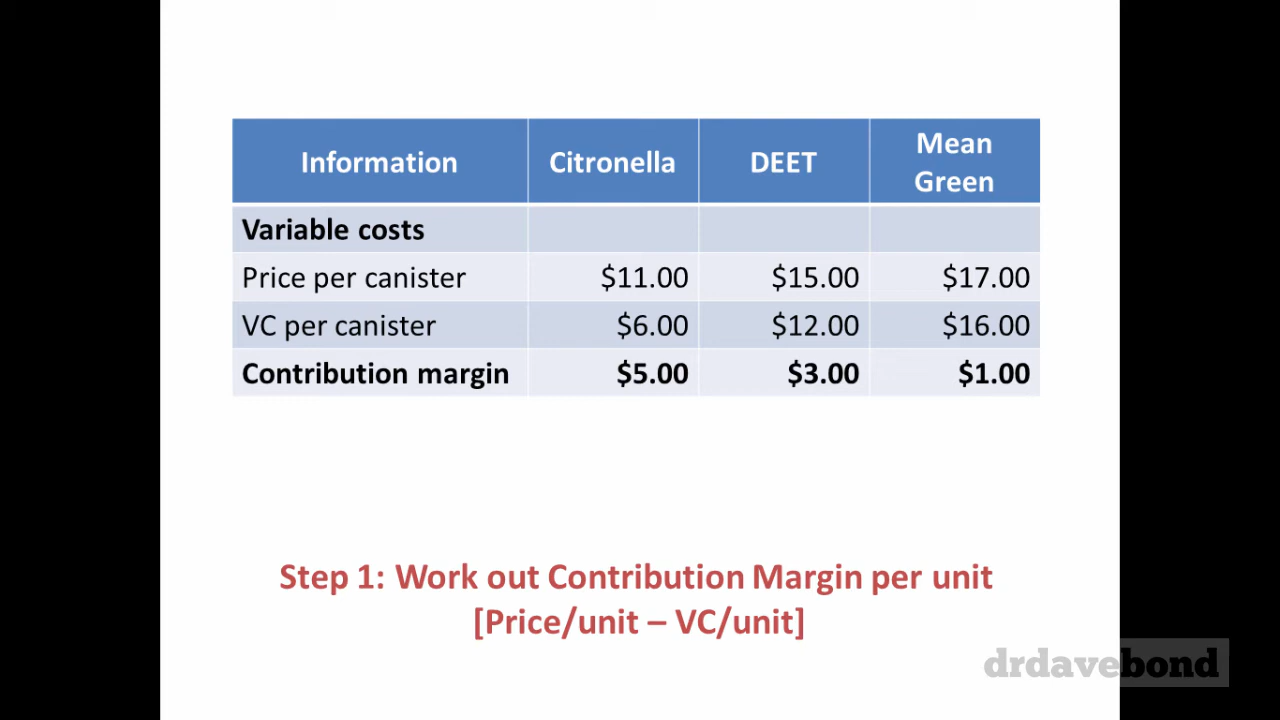 Information Citronella DEET Mean Green
Variable costs
Price per canister $11.00 $15.00 $17.00
VC per canister $6.00 $12.00 $16.00
Contribution margin $5.00 $3.00 $1.00
Step 1: Work out Contribution Margin per unit
[Price/unit – VC/unit]
drdavebond